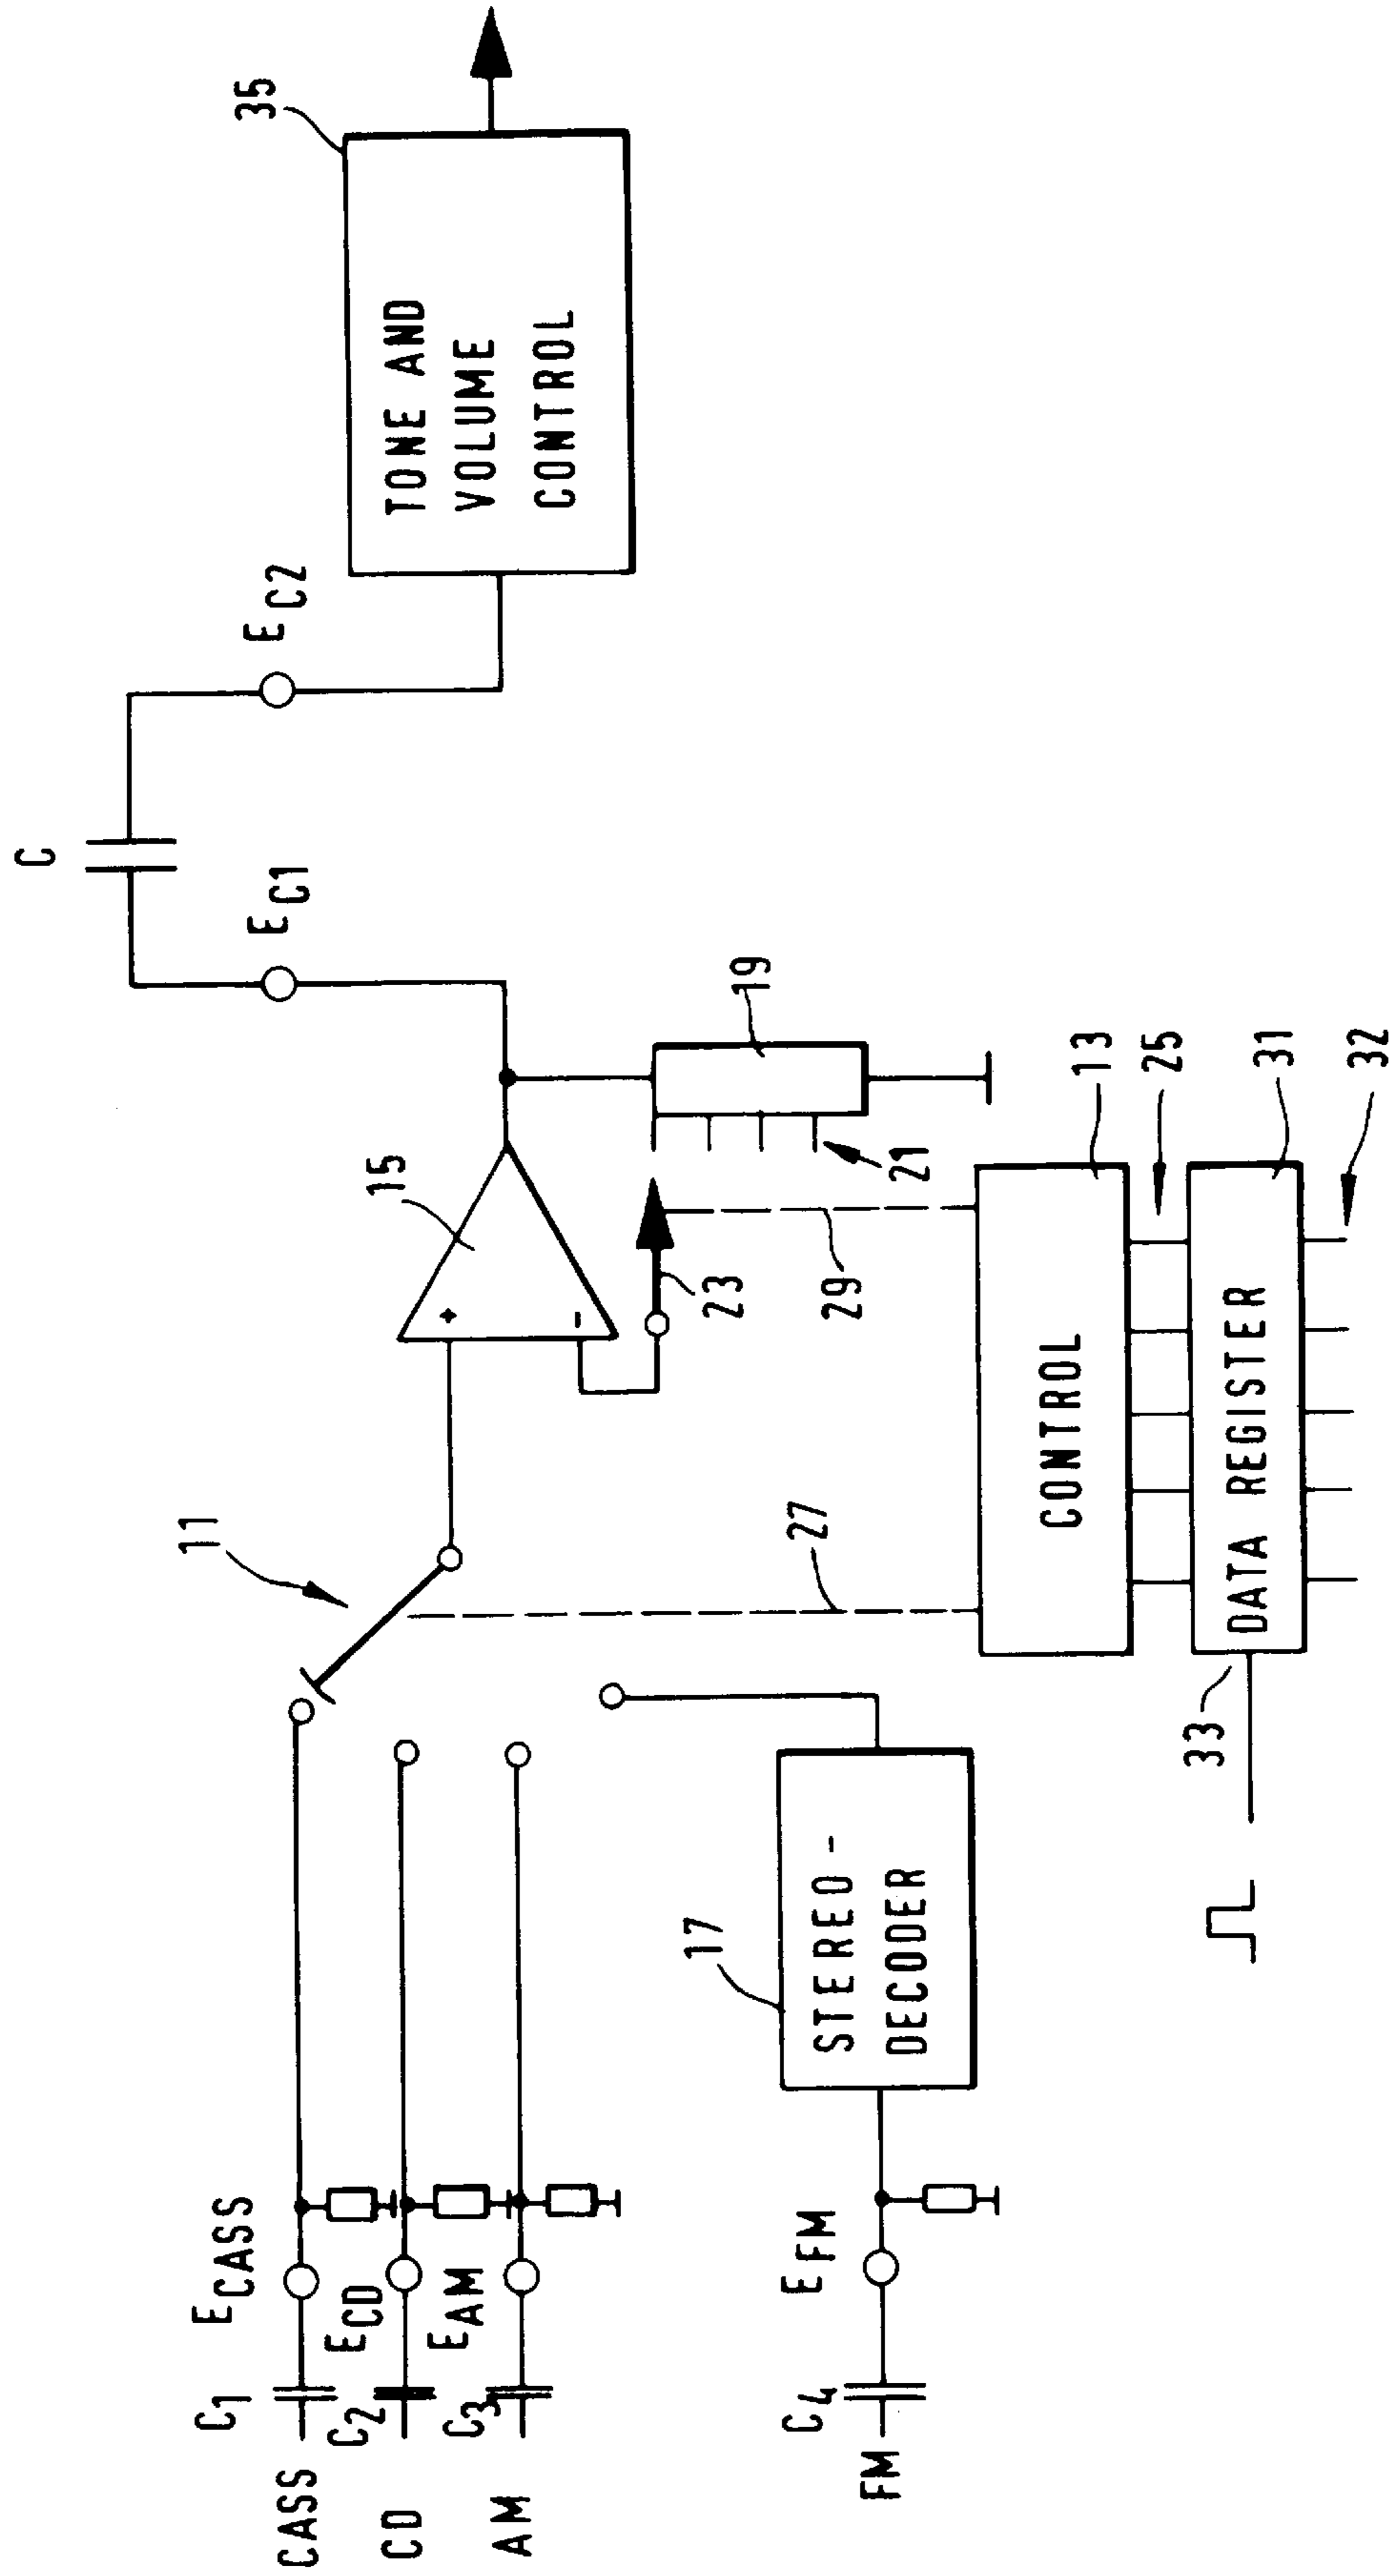 35
TONE AND
VOLUME
CONTROL
E C2
C
E C1
19
15
21
23
29
13
25
31
32
CONTROL
DATA REGISTER
11
27
33
17
STEREO-
DECODER
E CASS
E CD
E AM
E FM
C1
C2
C3
C4
CASS
CD
AM
FM
+
-